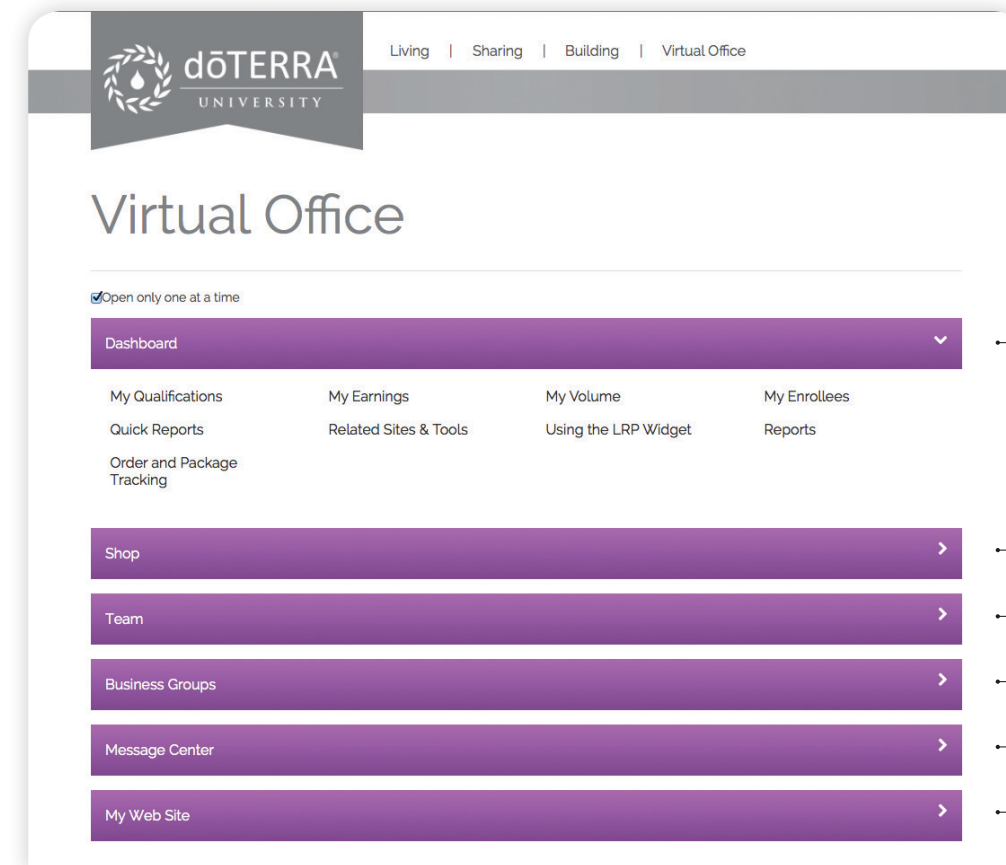 dōTERRA®
UNIVERSITY
Living | Sharing | Building | Virtual Office
Virtual Office
Open only one at a time
Dashboard
My Qualifications My Earnings My Volume My Enrollees
Quick Reports Related Sites & Tools Using the LRP Widget Reports
Order and Package
Tracking
Shop
Team
Business Groups
Message Center
My Web Site